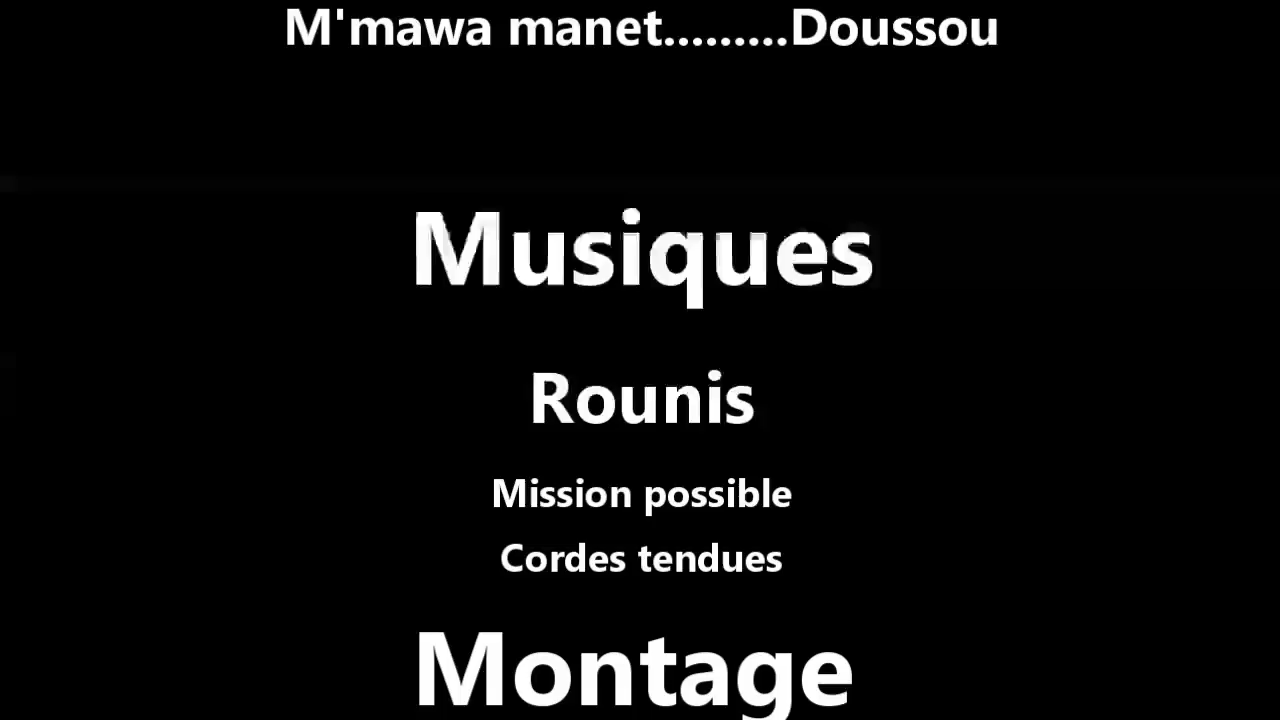 M'mawa manet.........Doussou
Musiques
Rounis
Mission possible
Cordes tendues
Montage